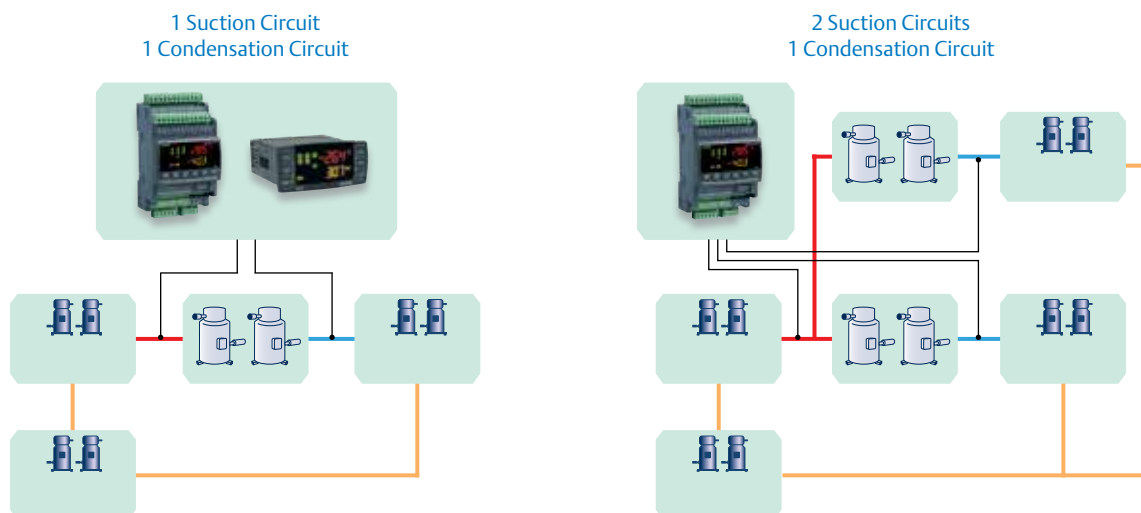 1 Suction Circuit
1 Condensation Circuit
2 Suction Circuits
1 Condensation Circuit